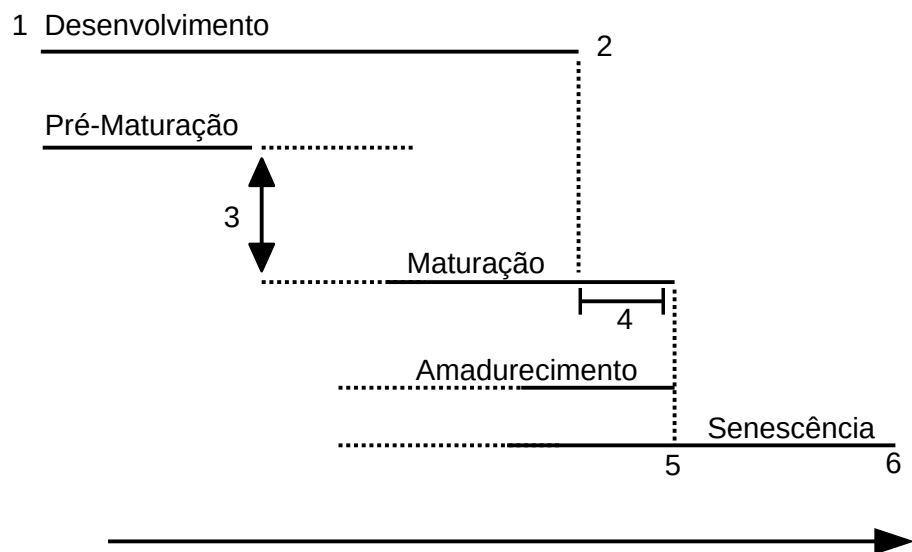 1 Desenvolvimento
2
Pré-Maturação
3
Maturação
4
Amadurecimento
Senescência
5
6